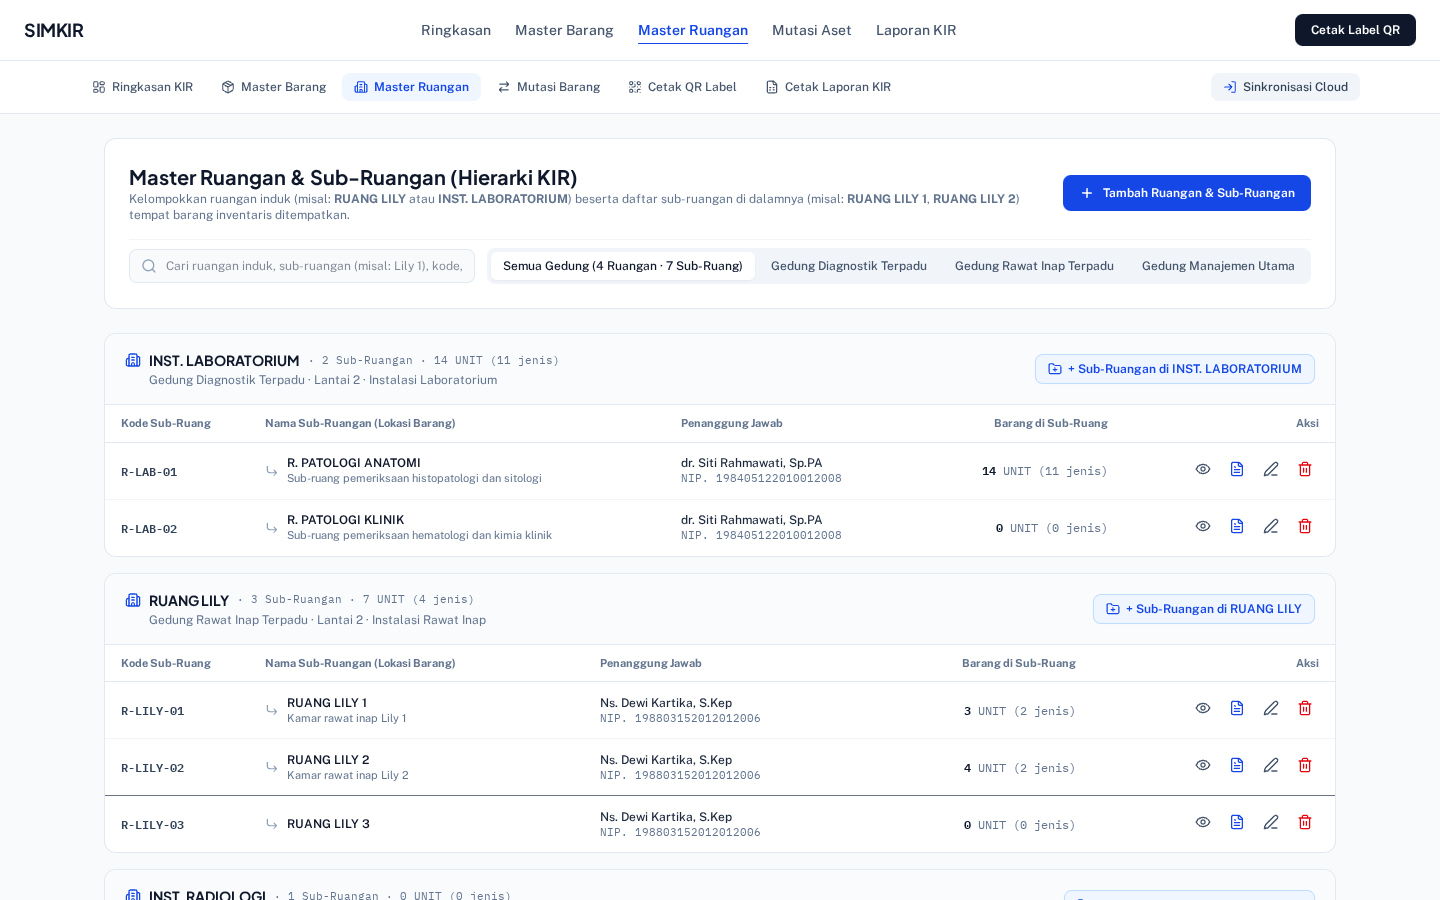 SIMKIR
Ringkasan
Master Barang
Master Ruangan
Mutasi Aset
Laporan KIR
Cetak Label QR
Ringkasan KIR
Master Barang
Master Ruangan
Mutasi Barang
Cetak QR Label
Cetak Laporan KIR
Sinkronisasi Cloud
Master Ruangan & Sub-Ruangan (Hierarki KIR)
Kelompokkan ruangan induk (misal: RUANG LILY atau INST. LABORATORIUM) beserta daftar sub-ruangan di dalamnya (misal: RUANG LILY 1, RUANG LILY 2)
tempat barang inventaris ditempatkan.
Tambah Ruangan & Sub-Ruangan
Cari ruangan induk, sub-ruangan (misal: Lily 1), kode,
Semua Gedung (4 Ruangan · 7 Sub-Ruang)
Gedung Diagnostik Terpadu
Gedung Rawat Inap Terpadu
Gedung Manajemen Utama
INST. LABORATORIUM · 2 Sub-Ruangan · 14 UNIT (11 jenis)
Gedung Diagnostik Terpadu · Lantai 2 · Instalasi Laboratorium
+ Sub-Ruangan di INST. LABORATORIUM
Kode Sub-Ruang
Nama Sub-Ruangan (Lokasi Barang)
Penanggung Jawab
Barang di Sub-Ruang
Aksi
R-LAB-01
R. PATOLOGI ANATOMI
Sub-ruang pemeriksaan histopatologi dan sitologi
dr. Siti Rahmawati, Sp.PA
NIP. 198405122010012008
14 UNIT (11 jenis)
R-LAB-02
R. PATOLOGI KLINIK
Sub-ruang pemeriksaan hematologi dan kimia klinik
dr. Siti Rahmawati, Sp.PA
NIP. 198405122010012008
0 UNIT (0 jenis)
RUANG LILY · 3 Sub-Ruangan · 7 UNIT (4 jenis)
Gedung Rawat Inap Terpadu · Lantai 2 · Instalasi Rawat Inap
+ Sub-Ruangan di RUANG LILY
Kode Sub-Ruang
Nama Sub-Ruangan (Lokasi Barang)
Penanggung Jawab
Barang di Sub-Ruang
Aksi
R-LILY-01
RUANG LILY 1
Kamar rawat inap Lily 1
Ns. Dewi Kartika, S.Kep
NIP. 198803152012012006
3 UNIT (2 jenis)
R-LILY-02
RUANG LILY 2
Kamar rawat inap Lily 2
Ns. Dewi Kartika, S.Kep
NIP. 198803152012012006
4 UNIT (2 jenis)
R-LILY-03
RUANG LILY 3
Ns. Dewi Kartika, S.Kep
NIP. 198803152012012006
0 UNIT (0 jenis)
INST. RADIOLOGI · 1 Sub-Ruangan · 0 UNIT (0 jenis)